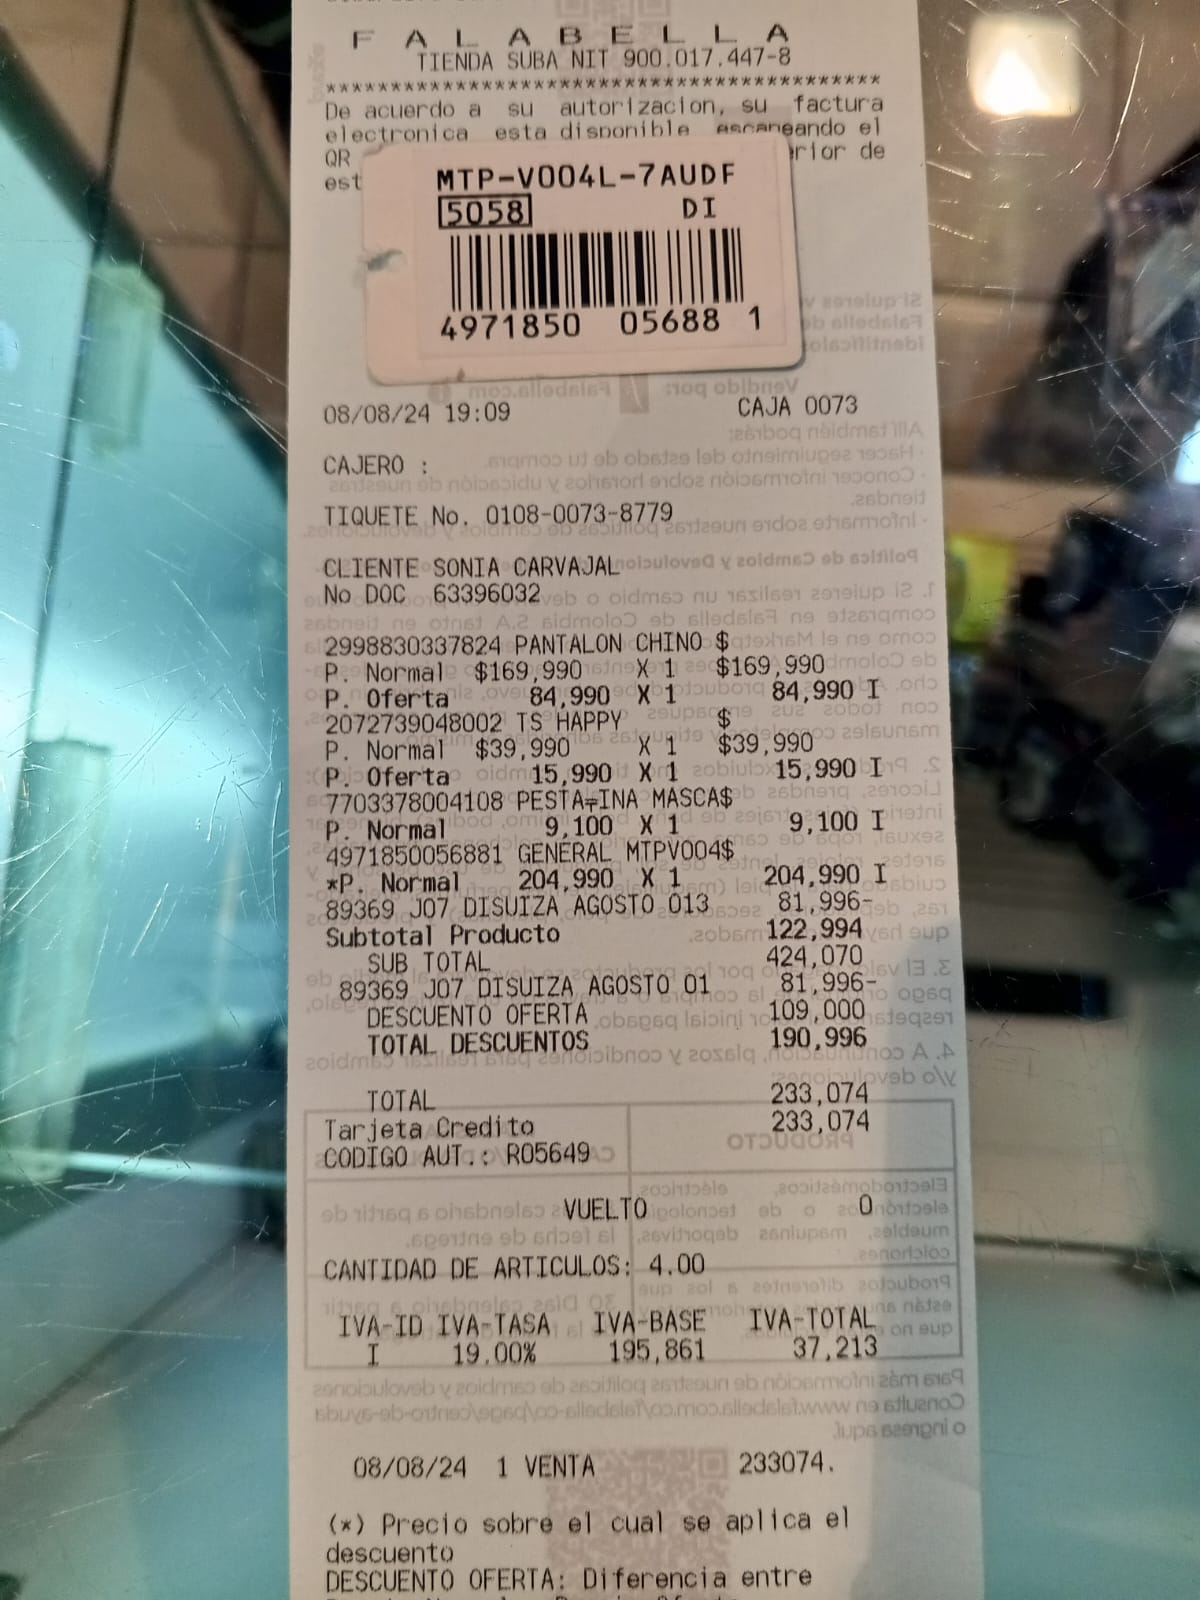 F A L A B E L L A
TIENDA SUBA NIT 900.017.447-8
********************************************
De acuerdo a su autorizacion, su factura
electronica esta disponible escaneando el
QR erior de
est
MTP-V004L-7AUDF
5058 DI
4971850 05688 1
08/08/24 19:09 CAJA 0073
CAJERO :
TIQUETE No. 0108-0073-8779
CLIENTE SONIA CARVAJAL
No DOC 63396032
2998830337824 PANTALON CHINO $
P. Normal $169,990 X 1 $169,990
P. Oferta 84,990 X 1 84,990 I
2072739048002 TS HAPPY $
P. Normal $39,990 X 1 $39,990
P. Oferta 15,990 X 1 15,990 I
7703378004108 PESTA╤INA MASCA$
P. Normal 9,100 X 1 9,100 I
4971850056881 GENERAL MTPV004$
*P. Normal 204,990 X 1 204,990 I
89369 J07 DISUIZA AGOSTO 013 81,996-
Subtotal Producto 122,994
SUB TOTAL 424,070
89369 J07 DISUIZA AGOSTO 01 81,996-
DESCUENTO OFERTA 109,000
TOTAL DESCUENTOS 190,996
TOTAL 233,074
Tarjeta Credito 233,074
CODIGO AUT.: R05649
VUELTO 0
CANTIDAD DE ARTICULOS: 4.00
IVA-ID IVA-TASA IVA-BASE IVA-TOTAL
I 19.00% 195,861 37,213
08/08/24 1 VENTA 233074.
(*) Precio sobre el cual se aplica el
descuento
DESCUENTO OFERTA: Diferencia entre